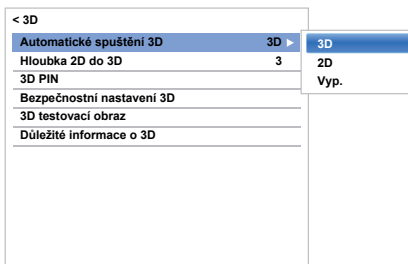 < 3D
Automatické spuštění 3D 3D ▶
Hloubka 2D do 3D 3
3D PIN
Bezpečnostní nastavení 3D
3D testovací obraz
Důležité informace o 3D
3D
2D
Vyp.